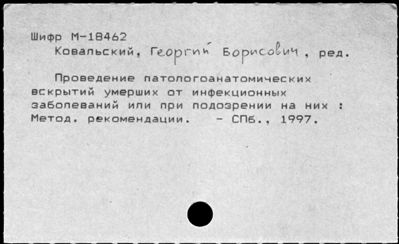 Шифр М-18462
Ковальский, Георгий Борисович, ред.
Проведение патологоанатомических
вскрытий умерших от инфекционных
заболеваний или при подозрении на них :
Метод. рекомендации. - СПб., 1997.